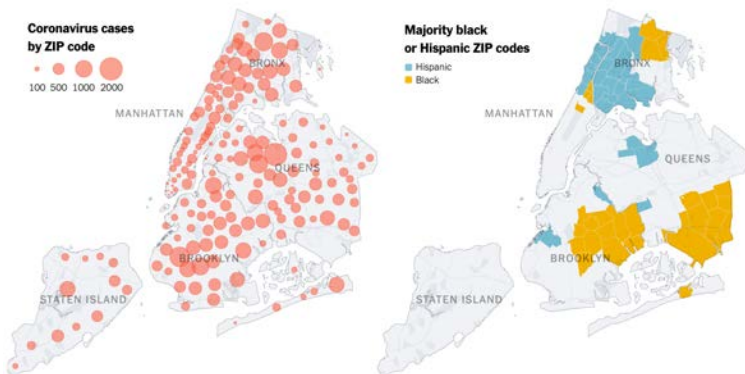 Coronavirus cases
by ZIP code
100 500 1000 2000
BRONX
MANHATTAN
QUEENS
BROOKLYN
STATEN ISLAND
Majority black
or Hispanic ZIP codes
Hispanic
Black
BRONX
MANHATTAN
QUEENS
BROOKLYN
STATEN ISLAND